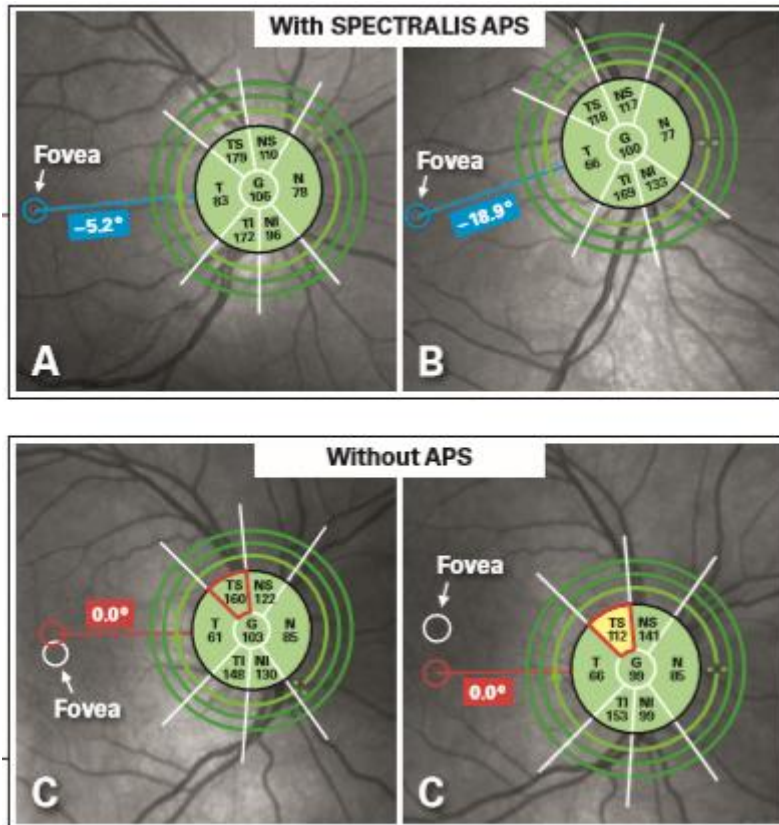 With SPECTRALIS APS
Fovea
−5.2°
TS NS
179 110
T G N
83 106 78
TI NI
172 96
A
Fovea
−18.9°
TS NS
118 117
T G N
66 100 77
TI NI
169 133
B
Without APS
0.0°
Fovea
TS NS
160 122
T G N
61 103 85
TI NI
148 130
C
Fovea
0.0°
TS NS
112 141
T G N
66 99 85
TI NI
153 99
C